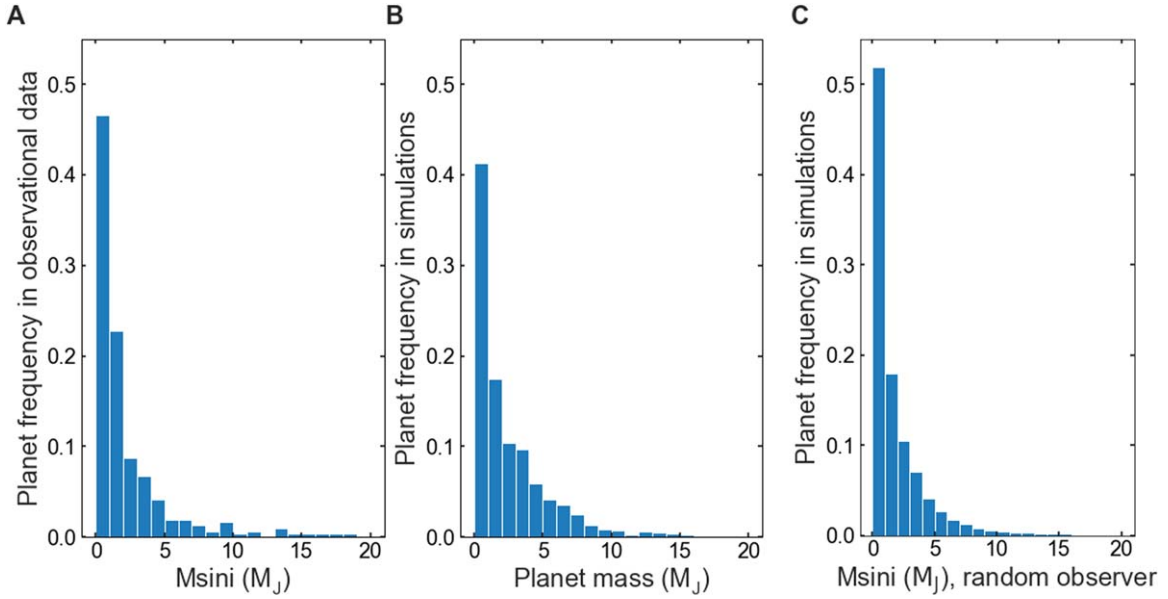 A
Planet frequency in observational data
0.5
0.4
0.3
0.2
0.1
0.0
0 5 10 15 20
Msini (MJ)
B
Planet frequency in simulations
0.5
0.4
0.3
0.2
0.1
0.0
0 5 10 15 20
Planet mass (MJ)
C
Planet frequency in simulations
0.5
0.4
0.3
0.2
0.1
0.0
0 5 10 15 20
Msini (MJ), random observer